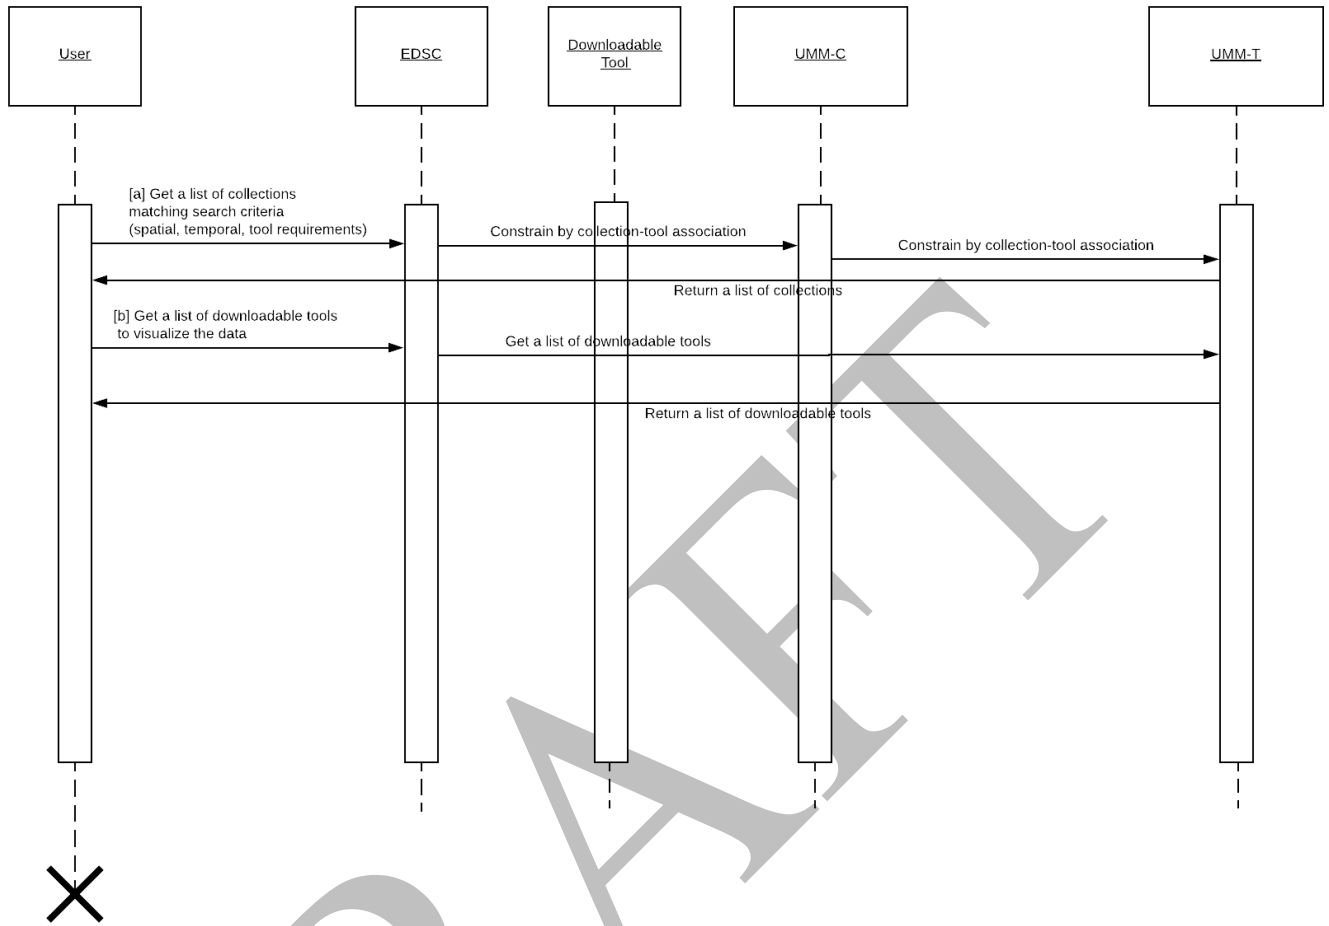 User
EDSC
Downloadable
Tool
UMM-C
UMM-T
[a] Get a list of collections
matching search criteria
(spatial, temporal, tool requirements)
Constrain by collection-tool association
Constrain by collection-tool association
Return a list of collections
[b] Get a list of downloadable tools
to visualize the data
Get a list of downloadable tools
Return a list of downloadable tools
RAFT